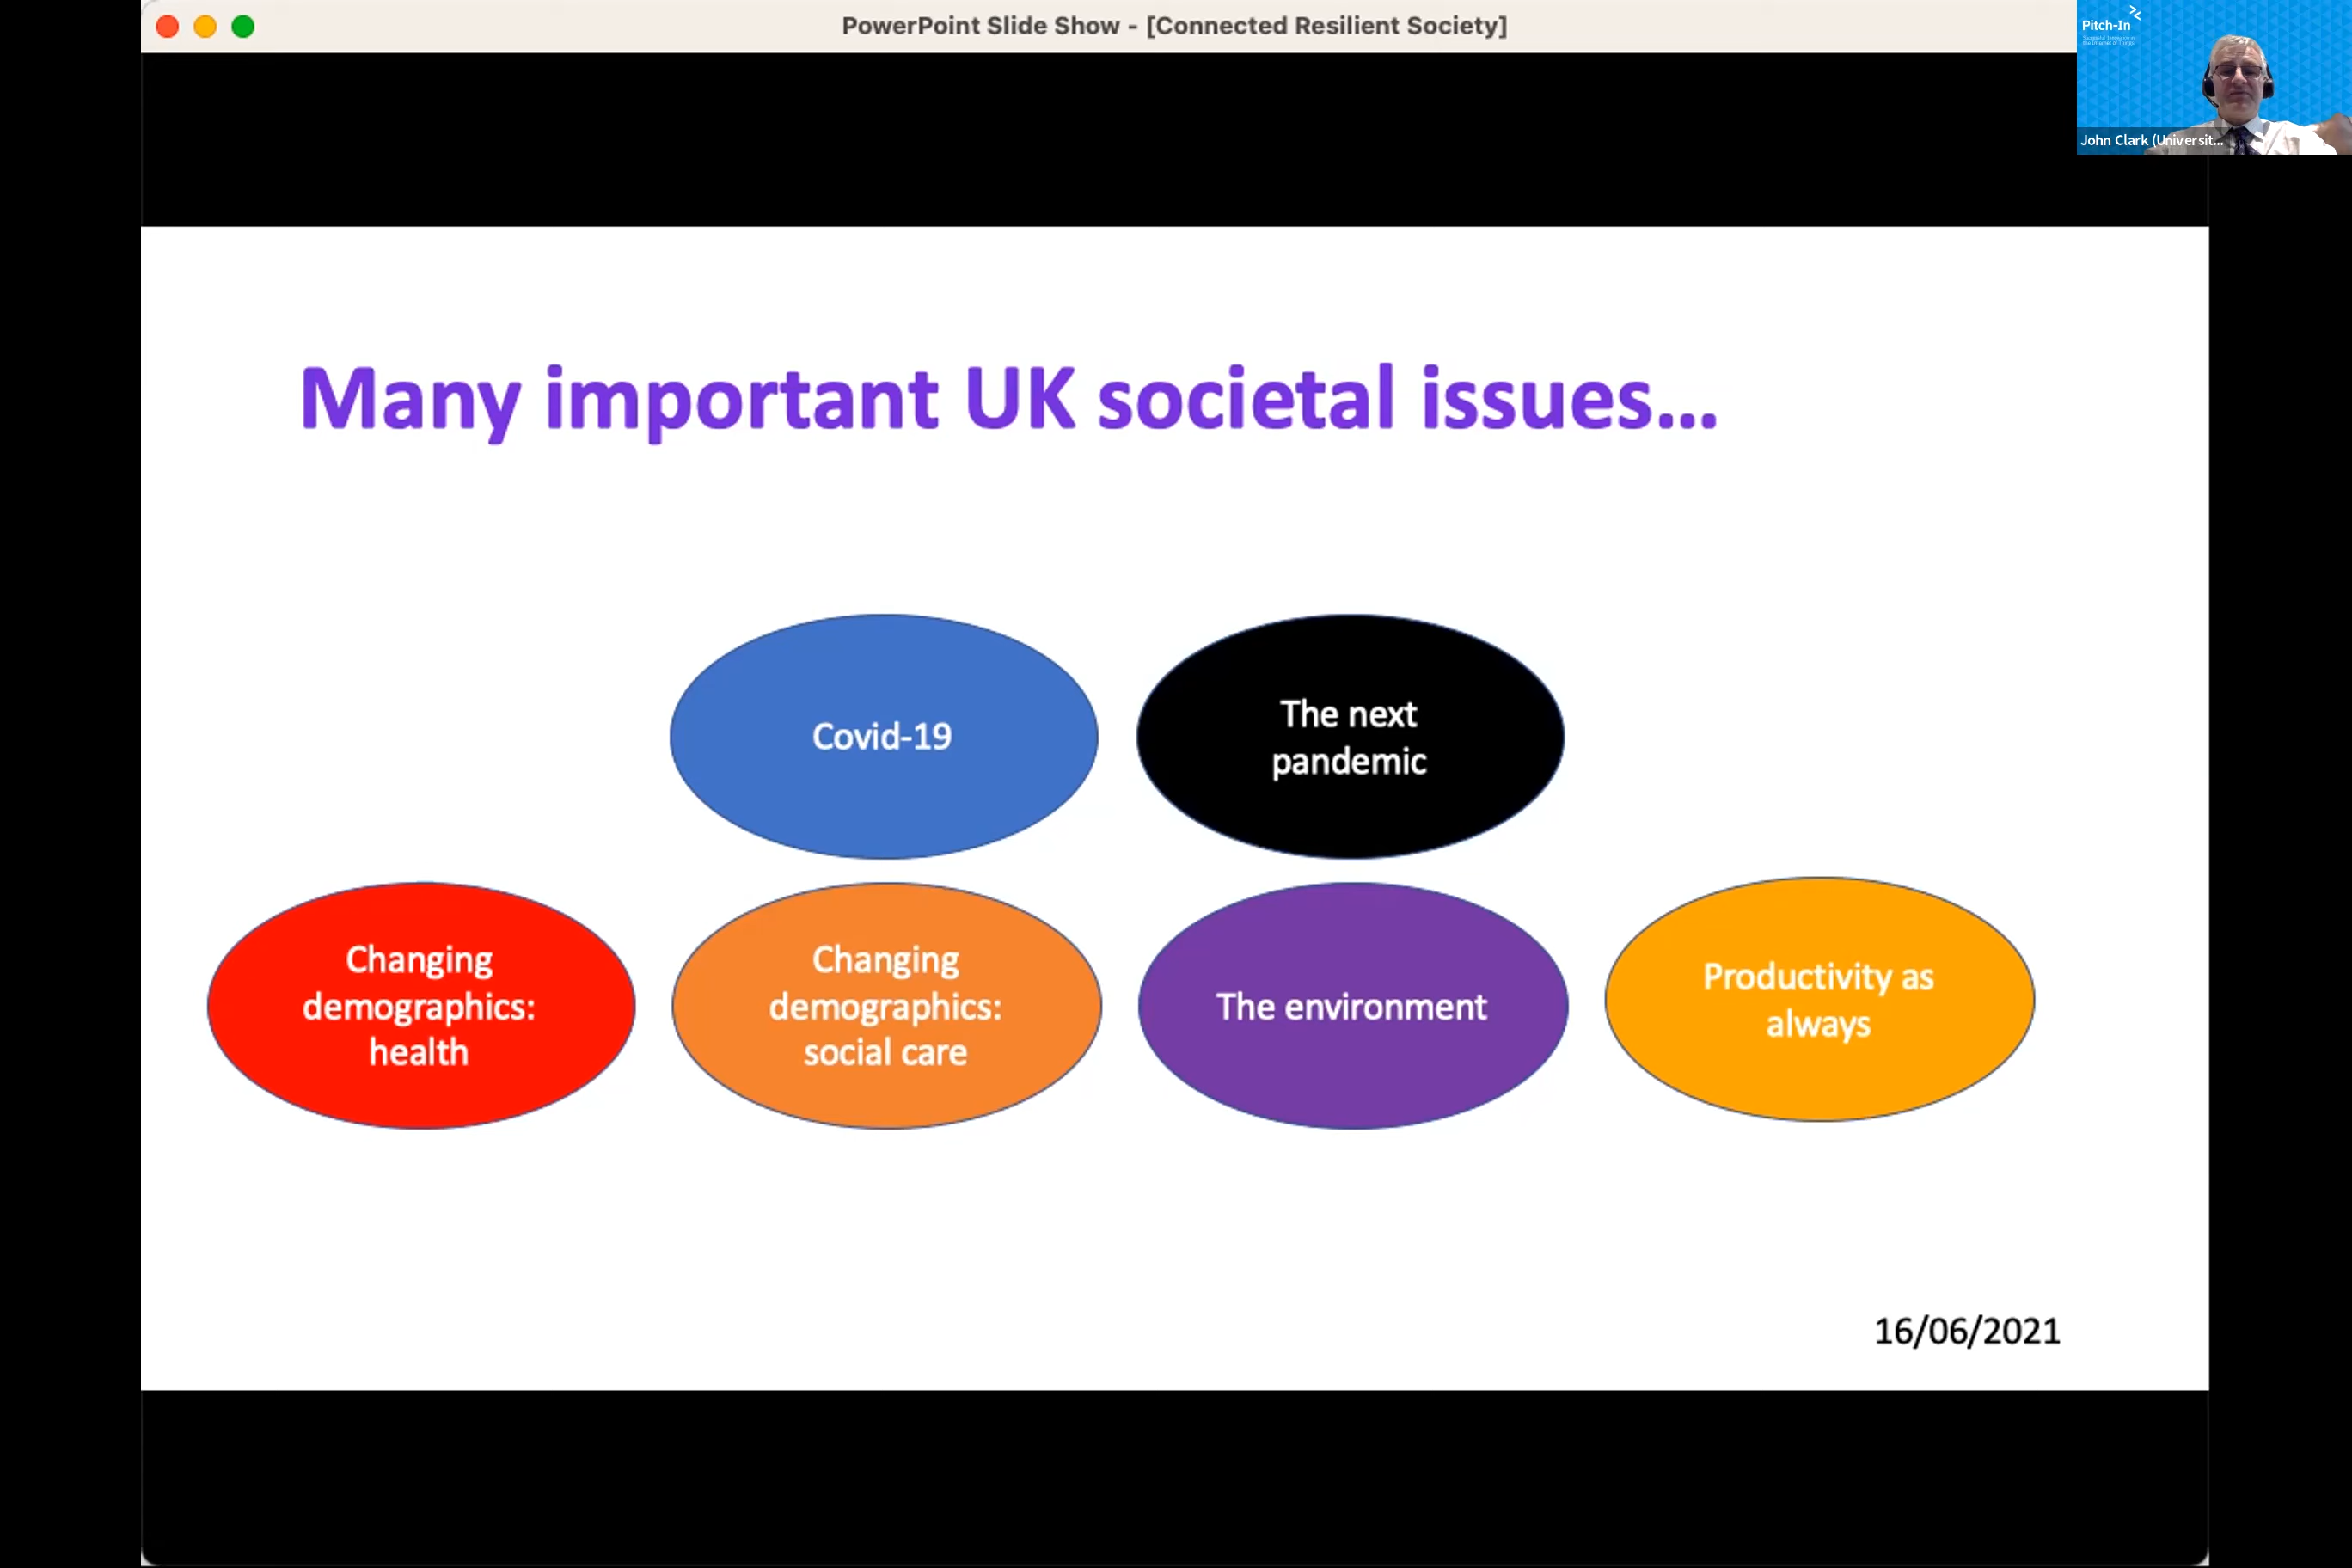 PowerPoint Slide Show - [Connected Resilient Society]
Pitch-In
John Clark (Universit...
Many important UK societal issues...
Covid-19
The next
pandemic
Changing
demographics:
health
Changing
demographics:
social care
The environment
Productivity as
always
16/06/2021